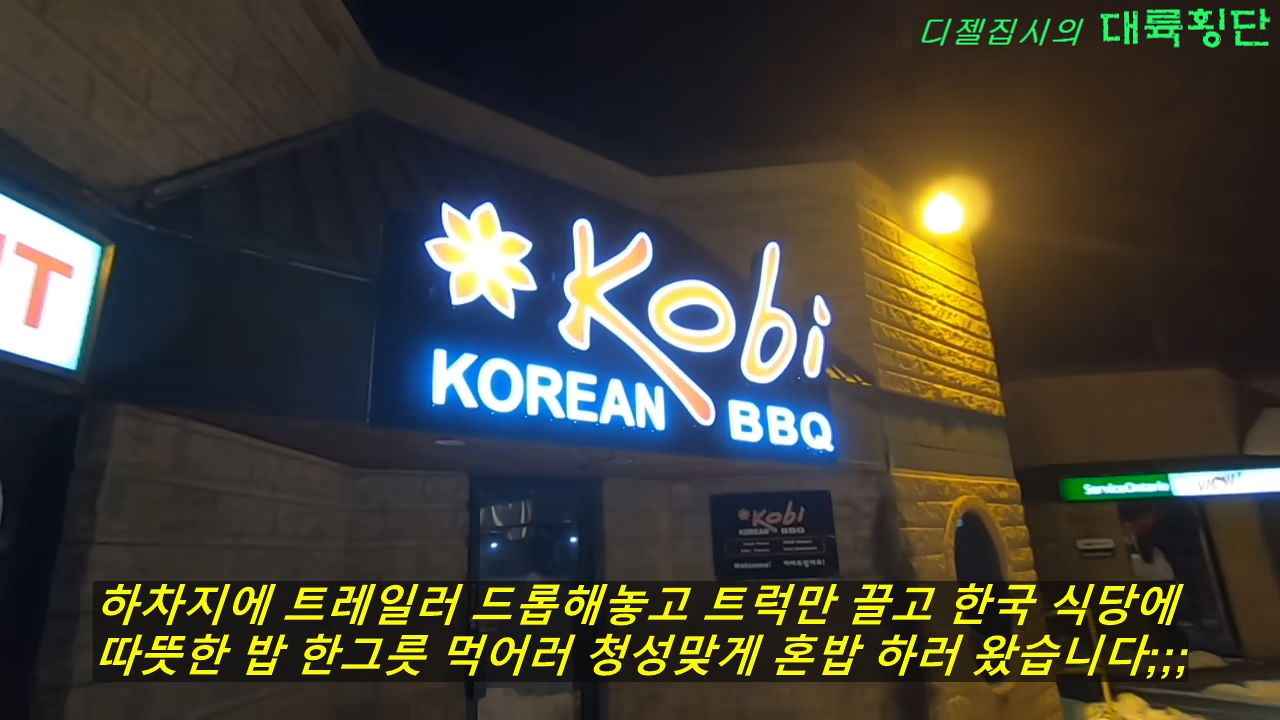 디젤집시의 대륙횡단
Kobi
KOREAN BBQ
T
ServiceOntario
Kobi
KOREAN BBQ
Welcome!
하차지에 트레일러 드롭해놓고 트럭만 끌고 한국 식당에
따뜻한 밥 한그릇 먹어러 청성맞게 혼밥 하러 왔습니다;;;